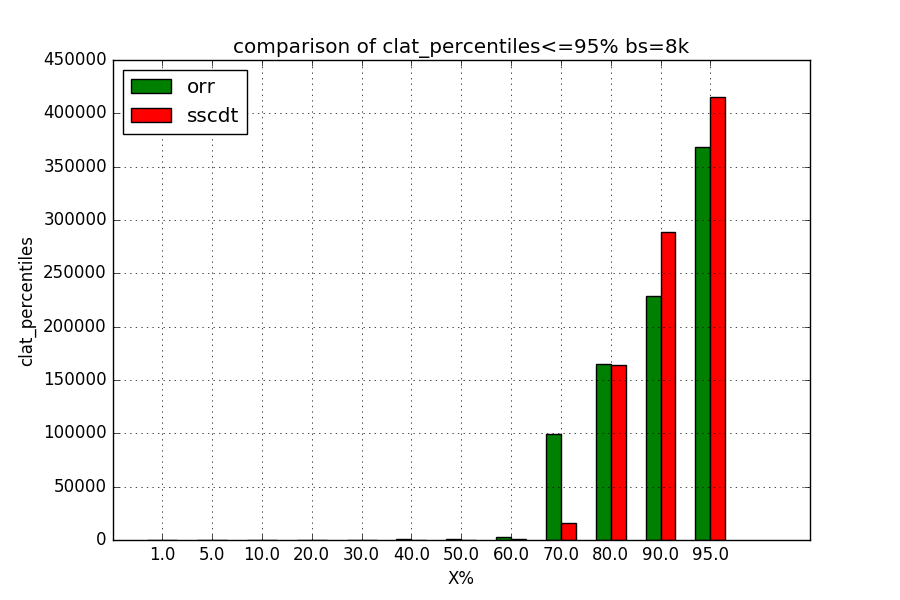 comparison of clat_percentiles<=95% bs=8k
450000
400000
350000
300000
250000
200000
150000
100000
50000
0
orr
sscdt
clat_percentiles
1.0 5.0 10.0 20.0 30.0 40.0 50.0 60.0 70.0 80.0 90.0 95.0
X%